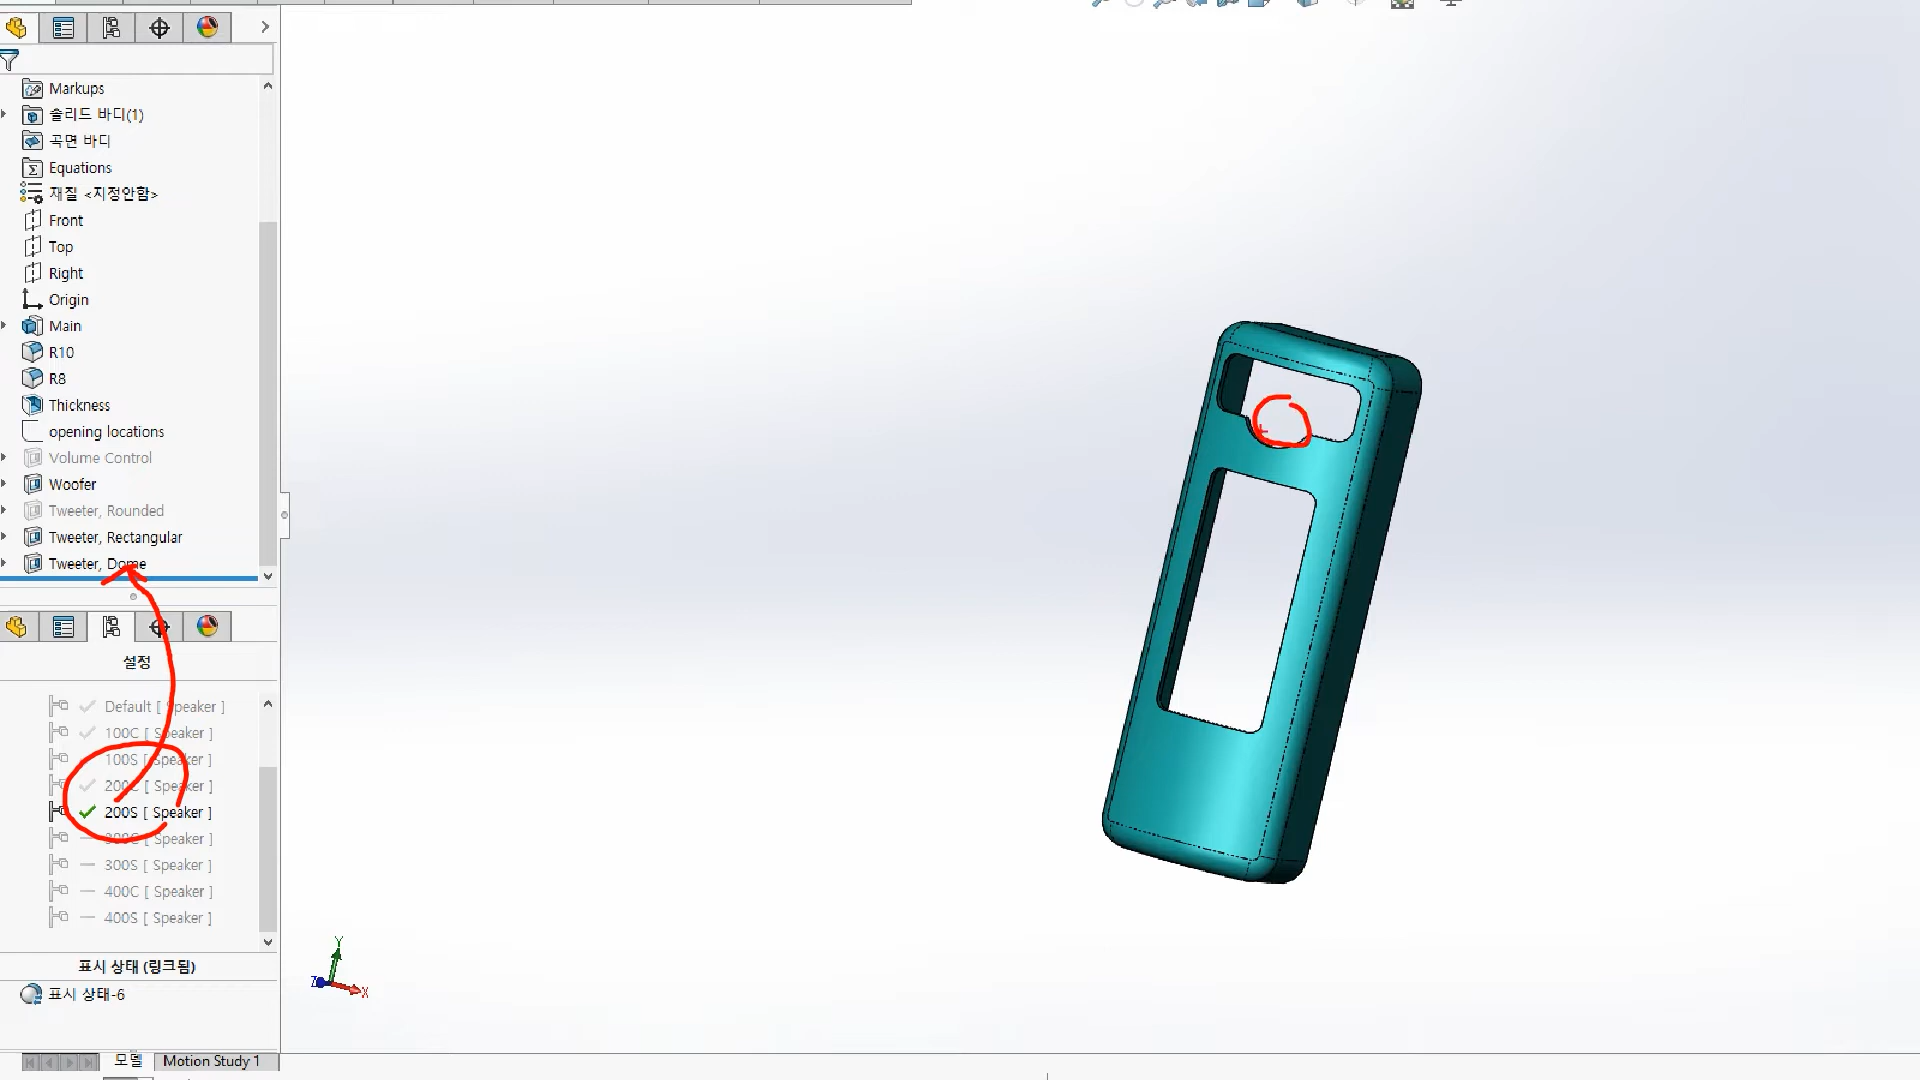 Markups
솔리드 바디(1)
곡면 바디
Equations
재질 <지정안함>
Front
Top
Right
Origin
Main
R10
R8
Thickness
opening locations
Volume Control
Woofer
Tweeter, Rounded
Tweeter, Rectangular
Tweeter, Dome
설정
Default [ Speaker ]
100C [ Speaker ]
100S [ Speaker ]
200C [ Speaker ]
200S [ Speaker ]
300C [ Speaker ]
300S [ Speaker ]
400C [ Speaker ]
400S [ Speaker ]
표시 상태 (링크됨)
표시 상태-6
Y
Z
X
모델
Motion Study 1